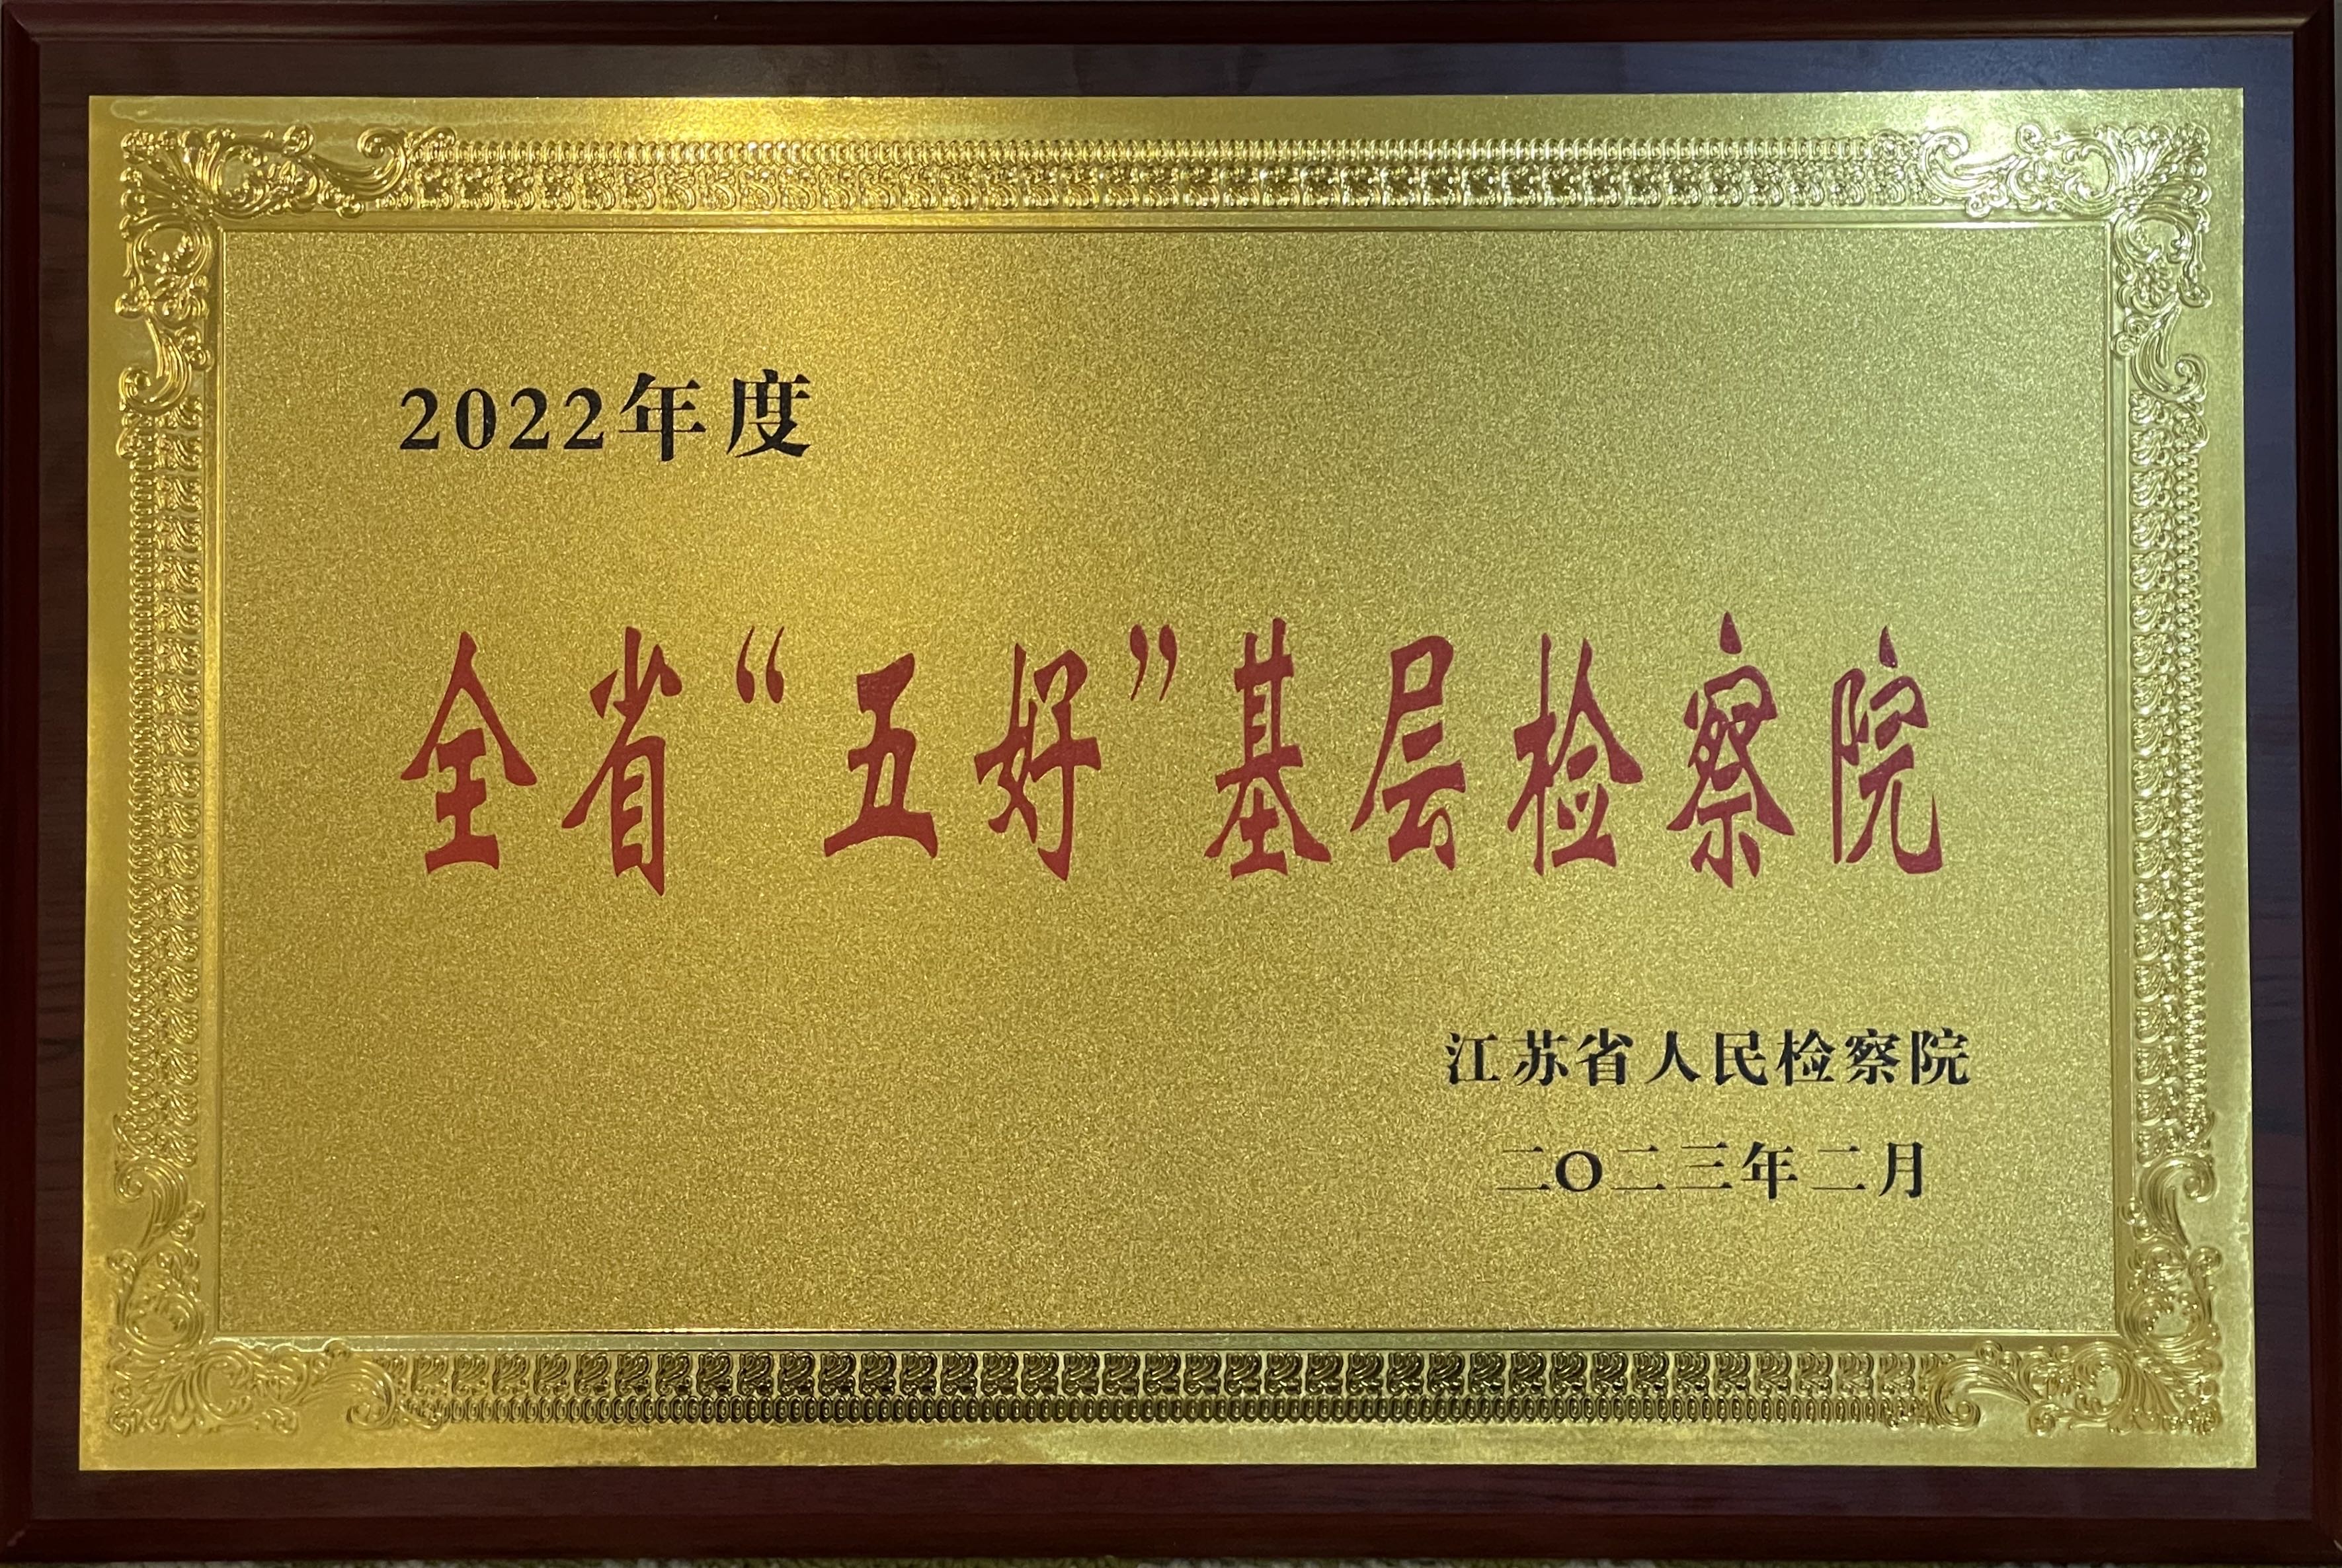 2022年度
全省“五好”基层检察院
江苏省人民检察院
二〇二三年二月